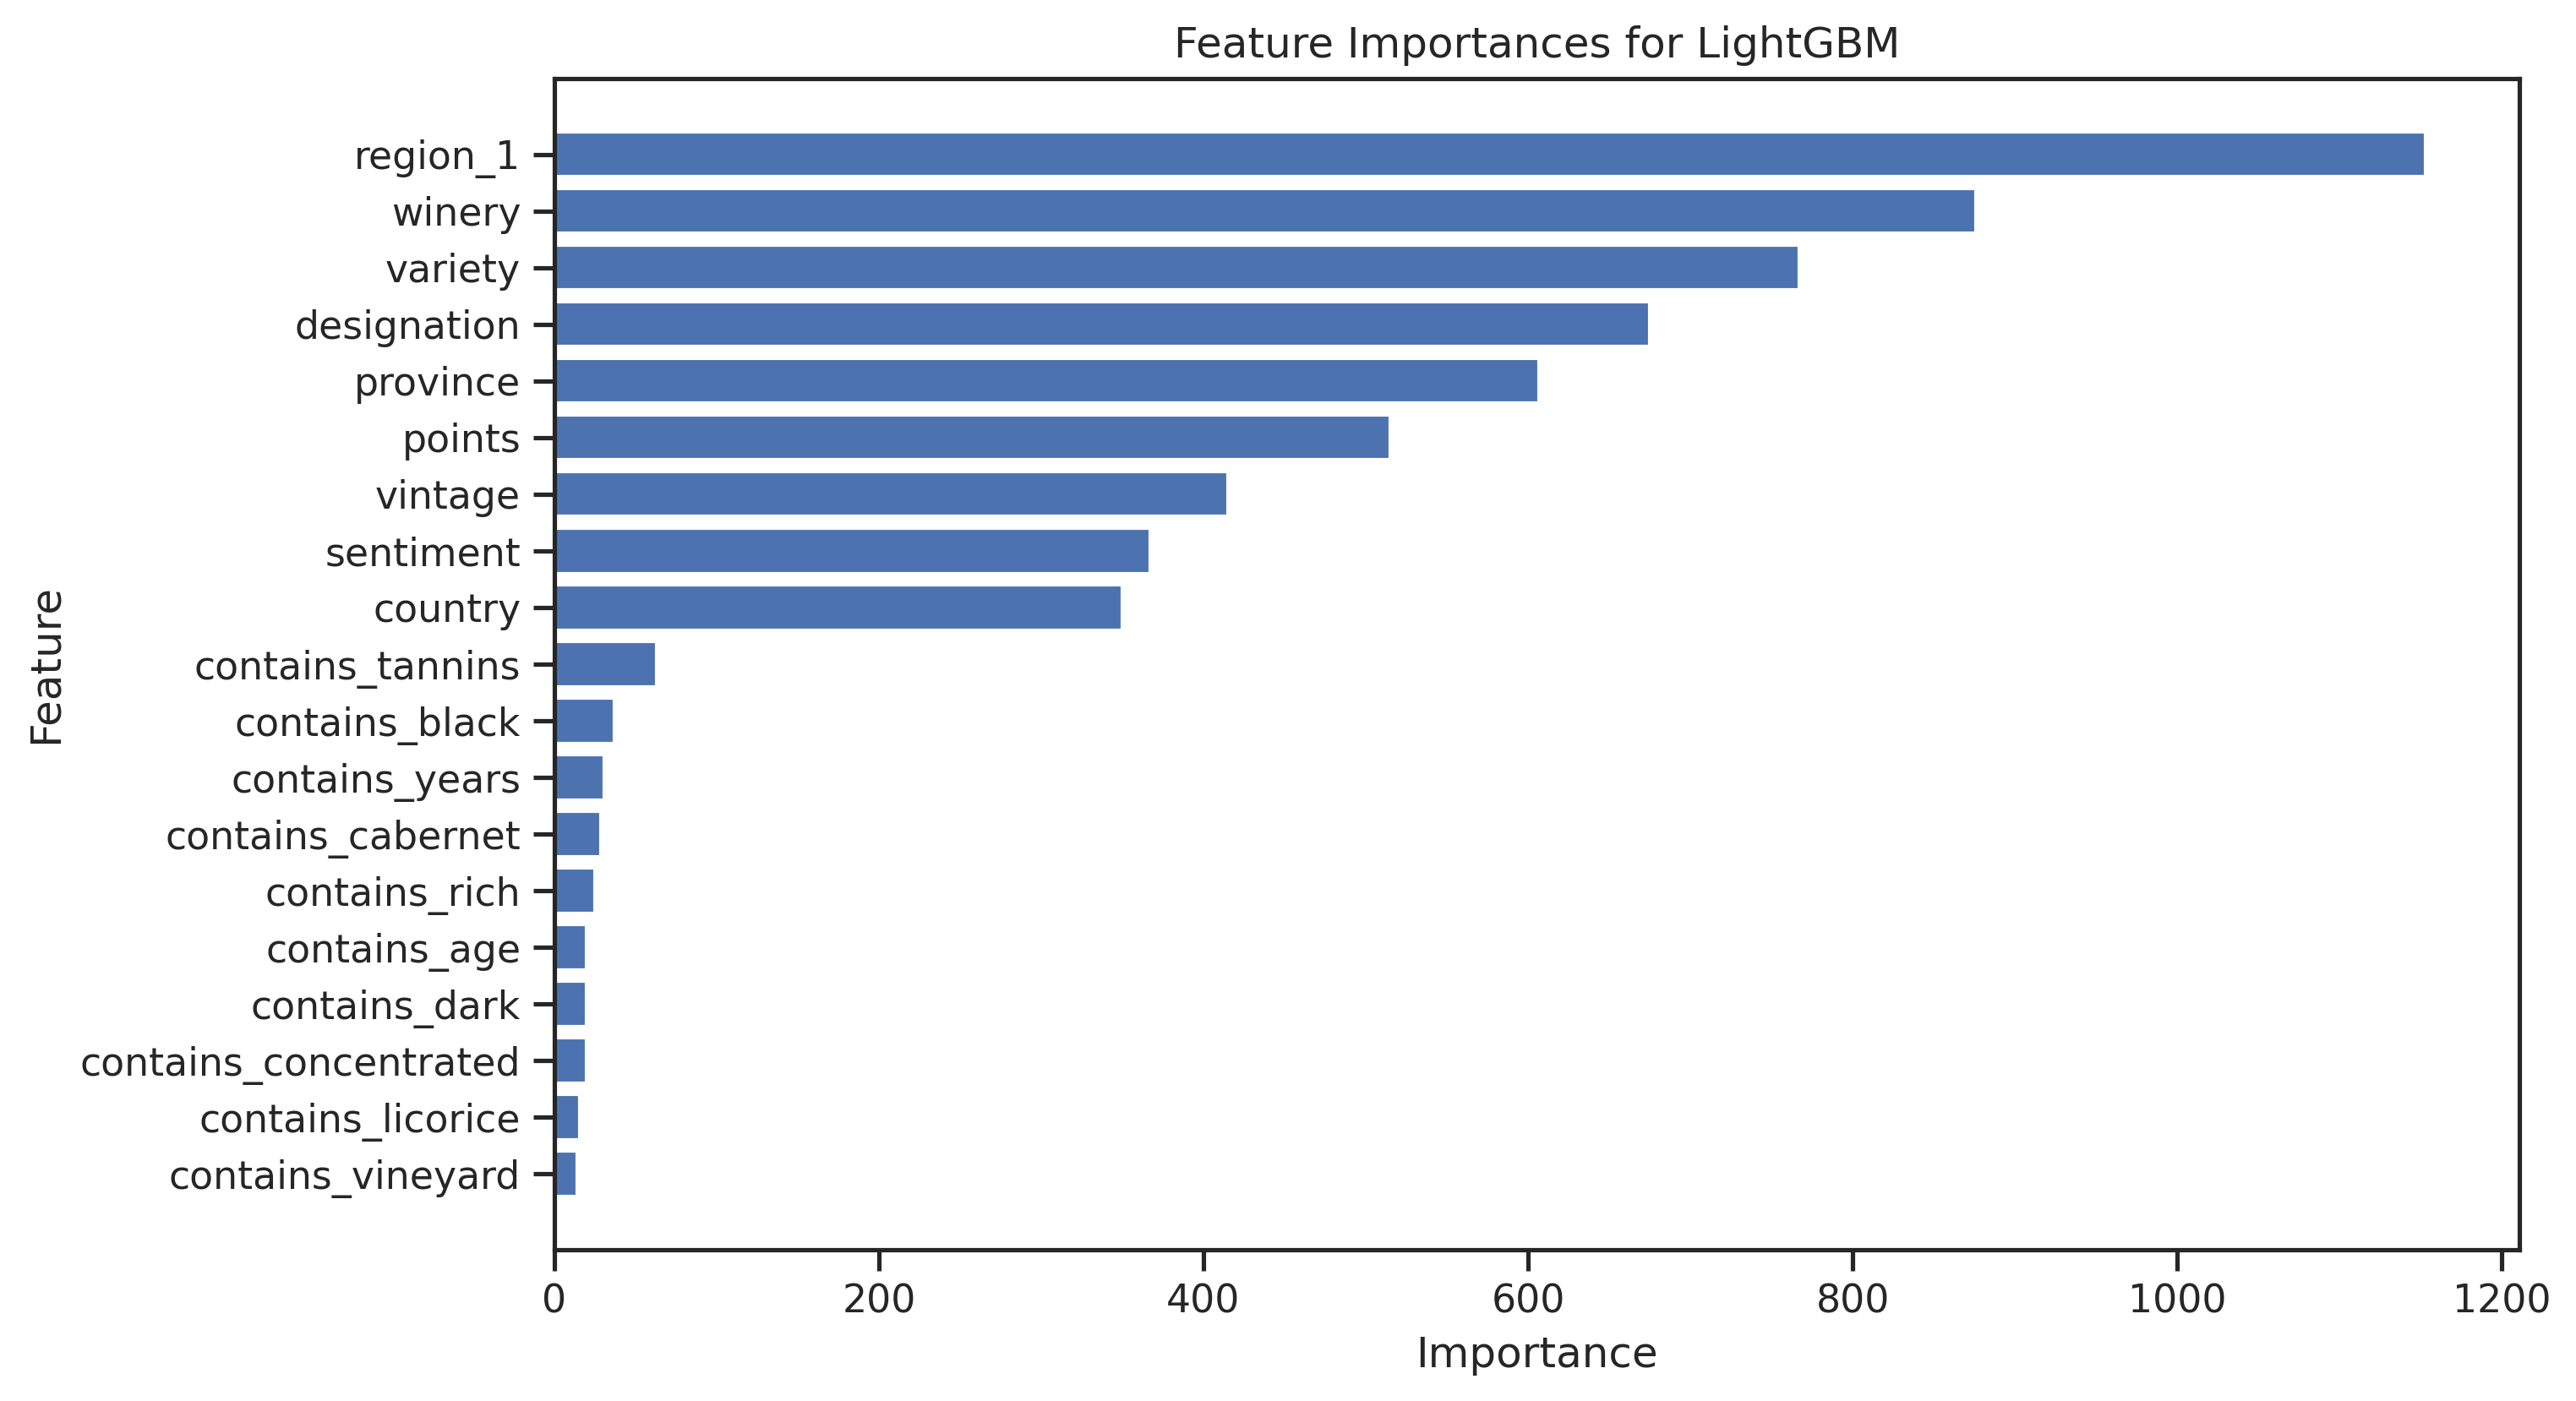 Feature Importances for LightGBM
region_1
winery
variety
designation
province
points
vintage
sentiment
country
contains_tannins
contains_black
contains_years
contains_cabernet
contains_rich
contains_age
contains_dark
contains_concentrated
contains_licorice
contains_vineyard
Feature
0 200 400 600 800 1000 1200
Importance